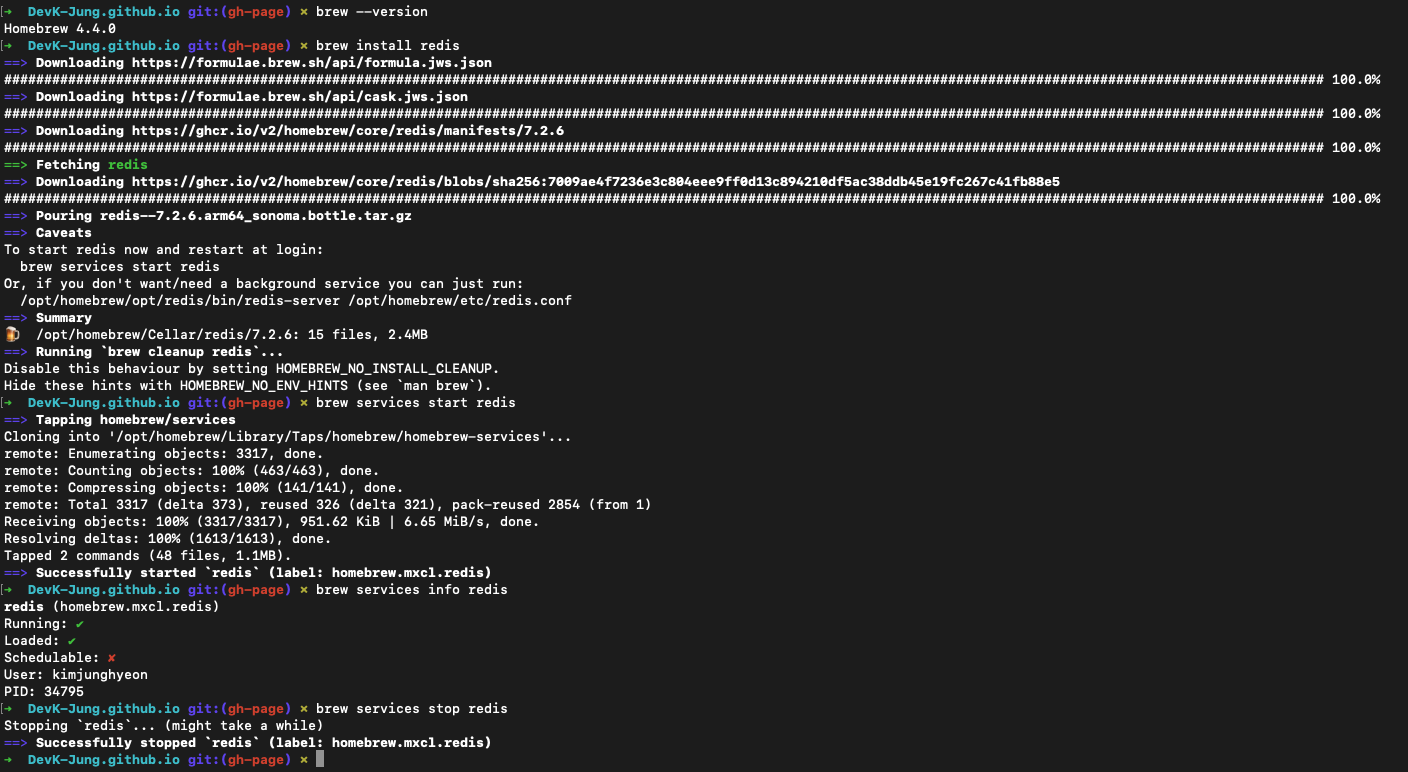 [➜  DevK-Jung.github.io git:(gh-page) ✗ brew --version
Homebrew 4.4.0
[➜  DevK-Jung.github.io git:(gh-page) ✗ brew install redis
==> Downloading https://formulae.brew.sh/api/formula.jws.json
##################################################################################################################################################################### 100.0%
==> Downloading https://formulae.brew.sh/api/cask.jws.json
##################################################################################################################################################################### 100.0%
==> Downloading https://ghcr.io/v2/homebrew/core/redis/manifests/7.2.6
##################################################################################################################################################################### 100.0%
==> Fetching redis
==> Downloading https://ghcr.io/v2/homebrew/core/redis/blobs/sha256:7009ae4f7236e3c804eee9ff0d13c894210df5ac38ddb45e19fc267c41fb88e5
##################################################################################################################################################################### 100.0%
==> Pouring redis--7.2.6.arm64_sonoma.bottle.tar.gz
==> Caveats
To start redis now and restart at login:
  brew services start redis
Or, if you don't want/need a background service you can just run:
  /opt/homebrew/opt/redis/bin/redis-server /opt/homebrew/etc/redis.conf
==> Summary
🍺  /opt/homebrew/Cellar/redis/7.2.6: 15 files, 2.4MB
==> Running `brew cleanup redis`...
Disable this behaviour by setting HOMEBREW_NO_INSTALL_CLEANUP.
Hide these hints with HOMEBREW_NO_ENV_HINTS (see `man brew`).
[➜  DevK-Jung.github.io git:(gh-page) ✗ brew services start redis
==> Tapping homebrew/services
Cloning into '/opt/homebrew/Library/Taps/homebrew/homebrew-services'...
remote: Enumerating objects: 3317, done.
remote: Counting objects: 100% (463/463), done.
remote: Compressing objects: 100% (141/141), done.
remote: Total 3317 (delta 373), reused 326 (delta 321), pack-reused 2854 (from 1)
Receiving objects: 100% (3317/3317), 951.62 KiB | 6.65 MiB/s, done.
Resolving deltas: 100% (1613/1613), done.
Tapped 2 commands (48 files, 1.1MB).
==> Successfully started `redis` (label: homebrew.mxcl.redis)
[➜  DevK-Jung.github.io git:(gh-page) ✗ brew services info redis
redis (homebrew.mxcl.redis)
Running: ✔
Loaded: ✔
Schedulable: ✘
User: kimjunghyeon
PID: 34795
[➜  DevK-Jung.github.io git:(gh-page) ✗ brew services stop redis
Stopping `redis`... (might take a while)
==> Successfully stopped `redis` (label: homebrew.mxcl.redis)
➜  DevK-Jung.github.io git:(gh-page) ✗